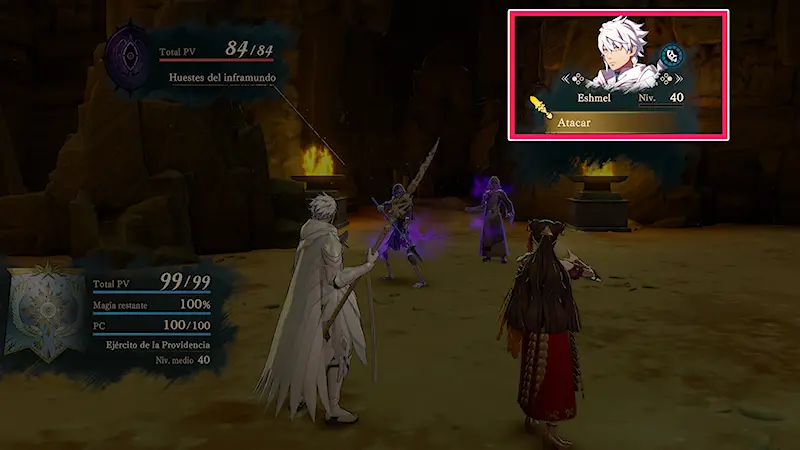 Total PV 84/84
Huestes del inframundo
Eshmel Niv. 40
Atacar
Total PV 99/99
Magia restante 100%
PC 100/100
Ejército de la Providencia
Niv. medio 40